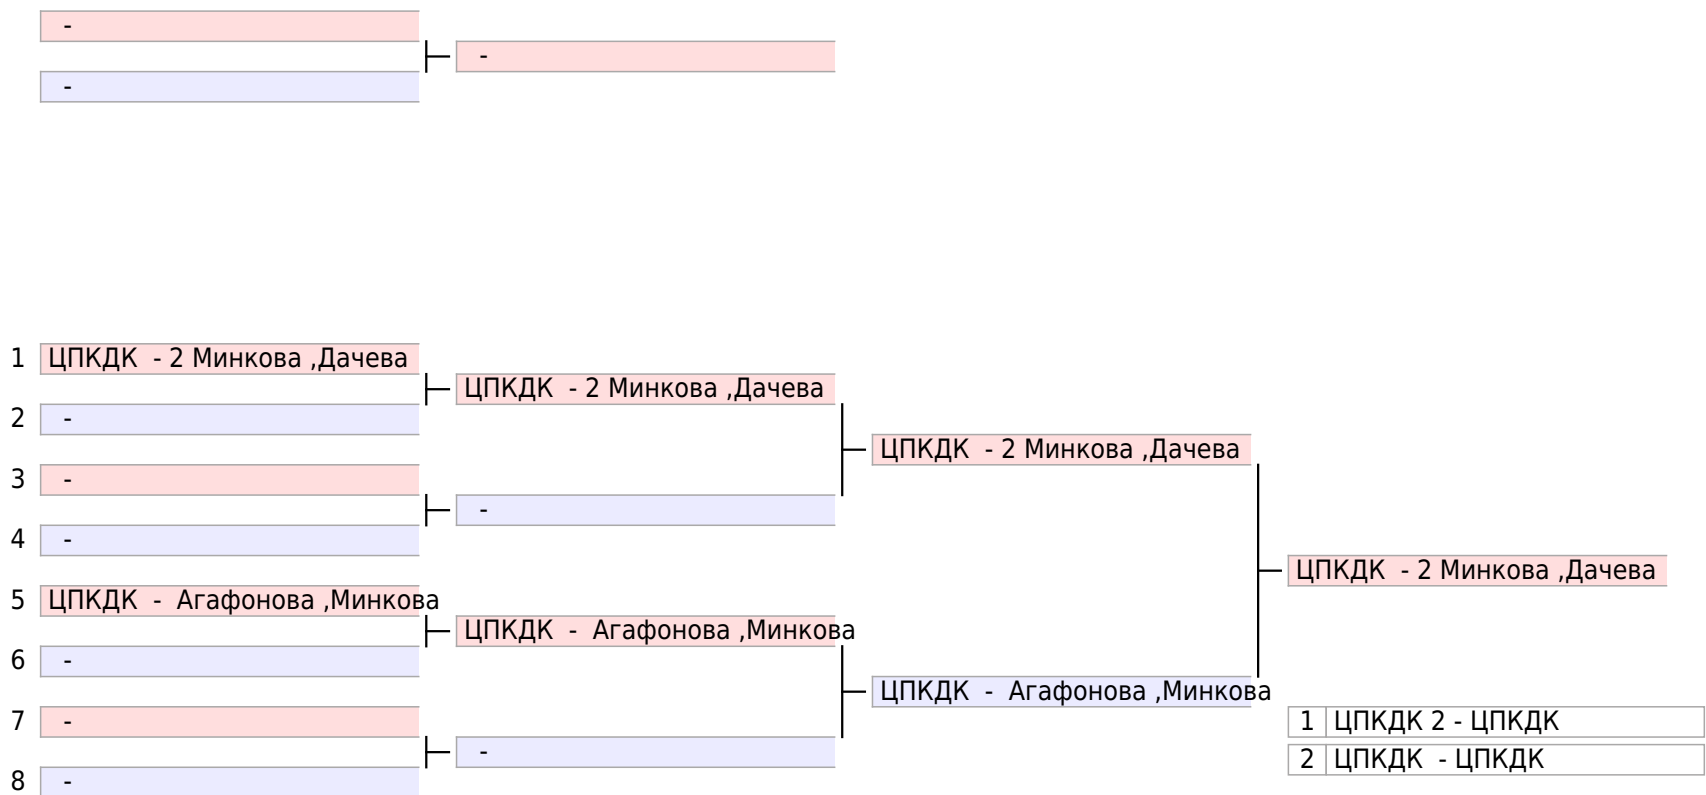 -
-
-
1 ЦПКДК - 2 Минкова ,Дачева
ЦПКДК - 2 Минкова ,Дачева
2 -
ЦПКДК - 2 Минкова ,Дачева
3 -
-
4 -
ЦПКДК - 2 Минкова ,Дачева
5 ЦПКДК - Агафонова ,Минкова
ЦПКДК - Агафонова ,Минкова
6 -
ЦПКДК - Агафонова ,Минкова
7 -
1 ЦПКДК 2 - ЦПКДК
-
2 ЦПКДК - ЦПКДК
8 -